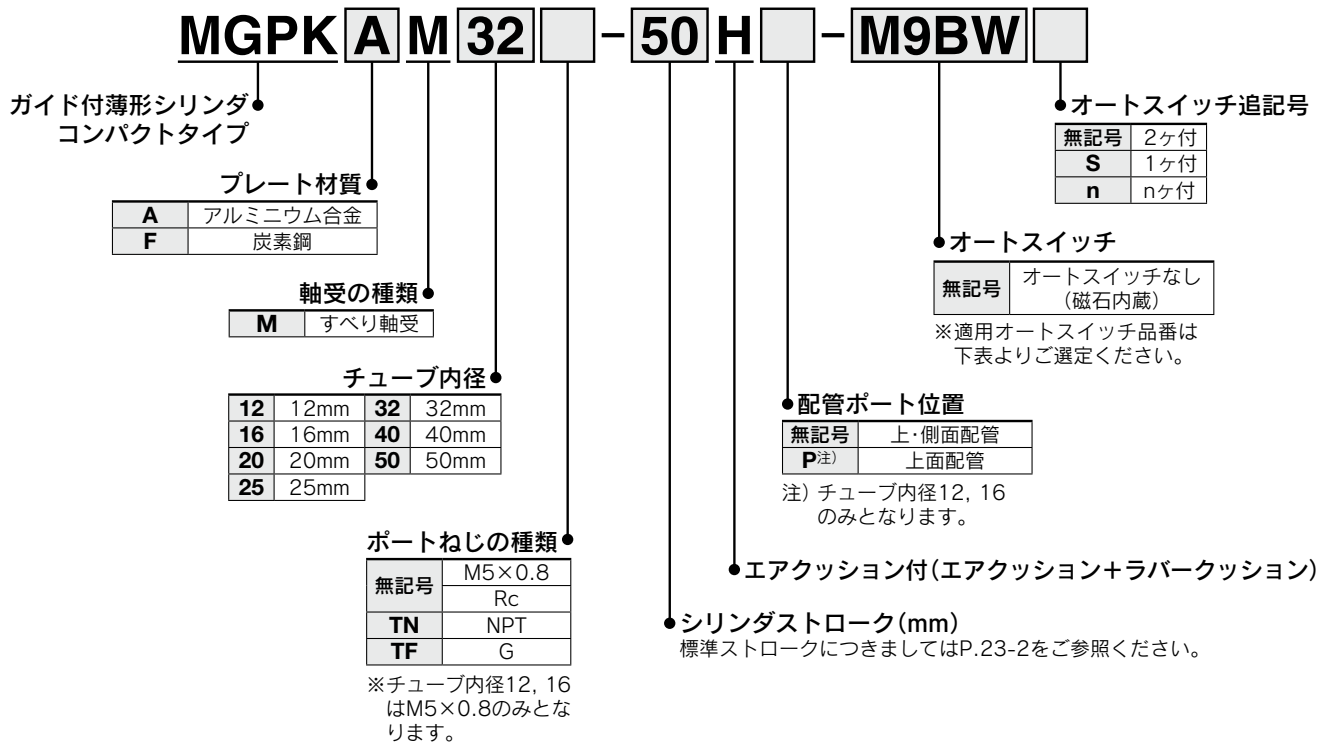 MGPK A M 32 - 50 H - M9BW
ガイド付薄形シリンダ
コンパクトタイプ
プレート材質
A アルミニウム合金
F 炭素鋼
軸受の種類
M すべり軸受
チューブ内径
12 12mm 32 32mm
16 16mm 40 40mm
20 20mm 50 50mm
25 25mm
ポートねじの種類
無記号 M5×0.8
Rc
TN NPT
TF G
※チューブ内径12, 16
はM5×0.8のみとな
ります。
シリンダストローク(mm)
標準ストロークにつきましてはP.23-2をご参照ください。
エアクッション付(エアクッション+ラバークッション)
配管ポート位置
無記号 上・側面配管
P注) 上面配管
注) チューブ内径12, 16
のみとなります。
オートスイッチ
無記号 オートスイッチなし
(磁石内蔵)
※適用オートスイッチ品番は
下表よりご選定ください。
オートスイッチ追記号
無記号 2ヶ付
S 1ヶ付
n nヶ付